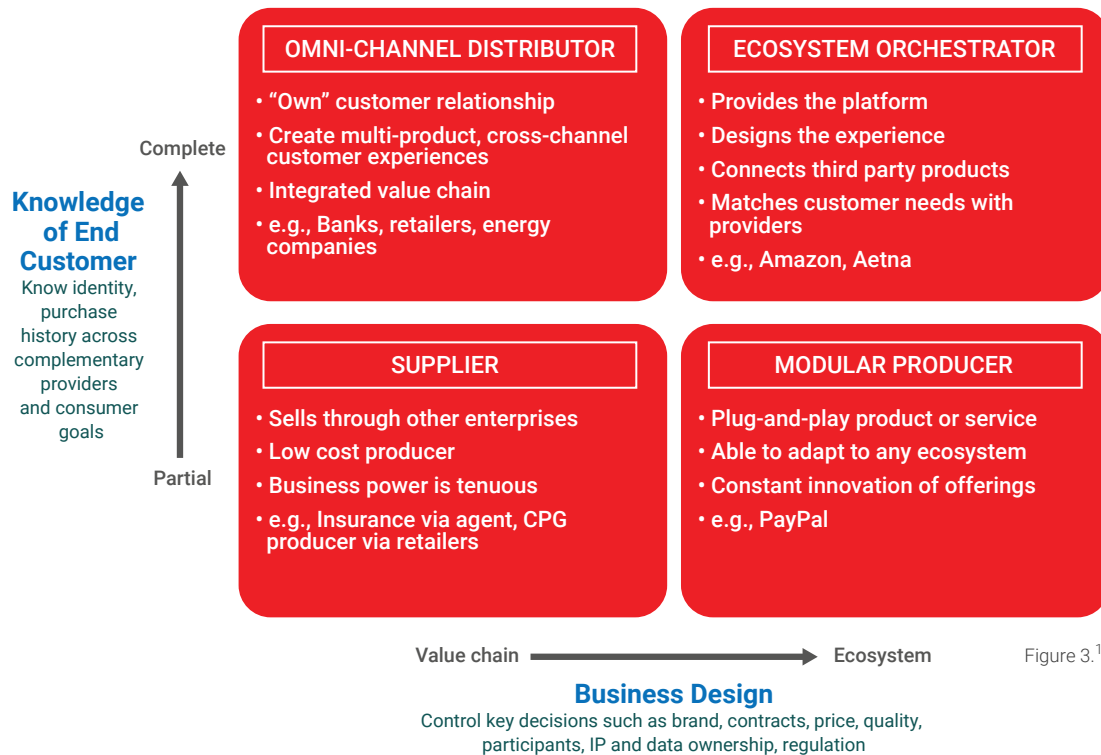 OMNI-CHANNEL DISTRIBUTOR
• “Own” customer relationship
• Create multi-product, cross-channel
customer experiences
• Integrated value chain
• e.g., Banks, retailers, energy
companies
ECOSYSTEM ORCHESTRATOR
• Provides the platform
• Designs the experience
• Connects third party products
• Matches customer needs with
providers
• e.g., Amazon, Aetna
Complete
Knowledge
of End
Customer
Know identity,
purchase
history across
complementary
providers
and consumer
goals
Partial
SUPPLIER
• Sells through other enterprises
• Low cost producer
• Business power is tenuous
• e.g., Insurance via agent, CPG
producer via retailers
MODULAR PRODUCER
• Plug-and-play product or service
• Able to adapt to any ecosystem
• Constant innovation of offerings
• e.g., PayPal
Value chain
Ecosystem
Figure 3.¹
Business Design
Control key decisions such as brand, contracts, price, quality,
participants, IP and data ownership, regulation